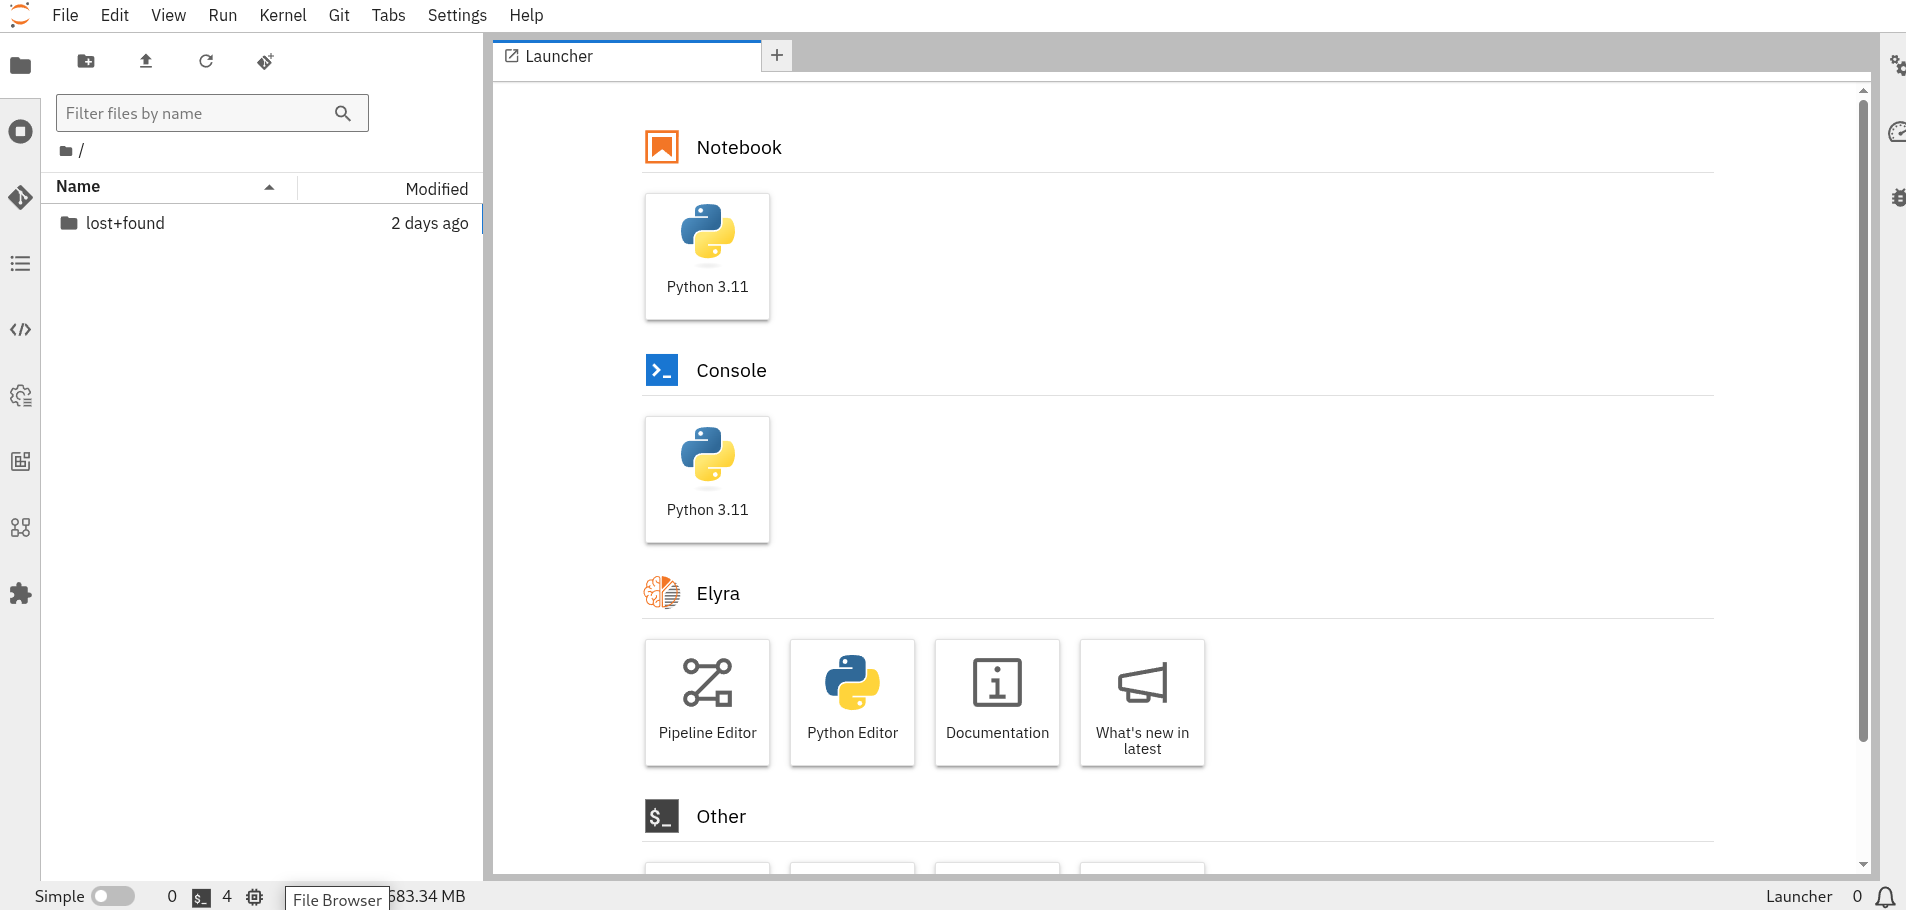 File Edit View Run Kernel Git Tabs Settings Help
Launcher
Filter files by name
/
Name Modified
lost+found 2 days ago
Notebook
Python 3.11
Console
>_
Python 3.11
Elyra
Pipeline Editor
Python Editor
Documentation
What's new in
latest
$_
Other
Simple 0 $_ 4 File Browser 583.34 MB Launcher 0